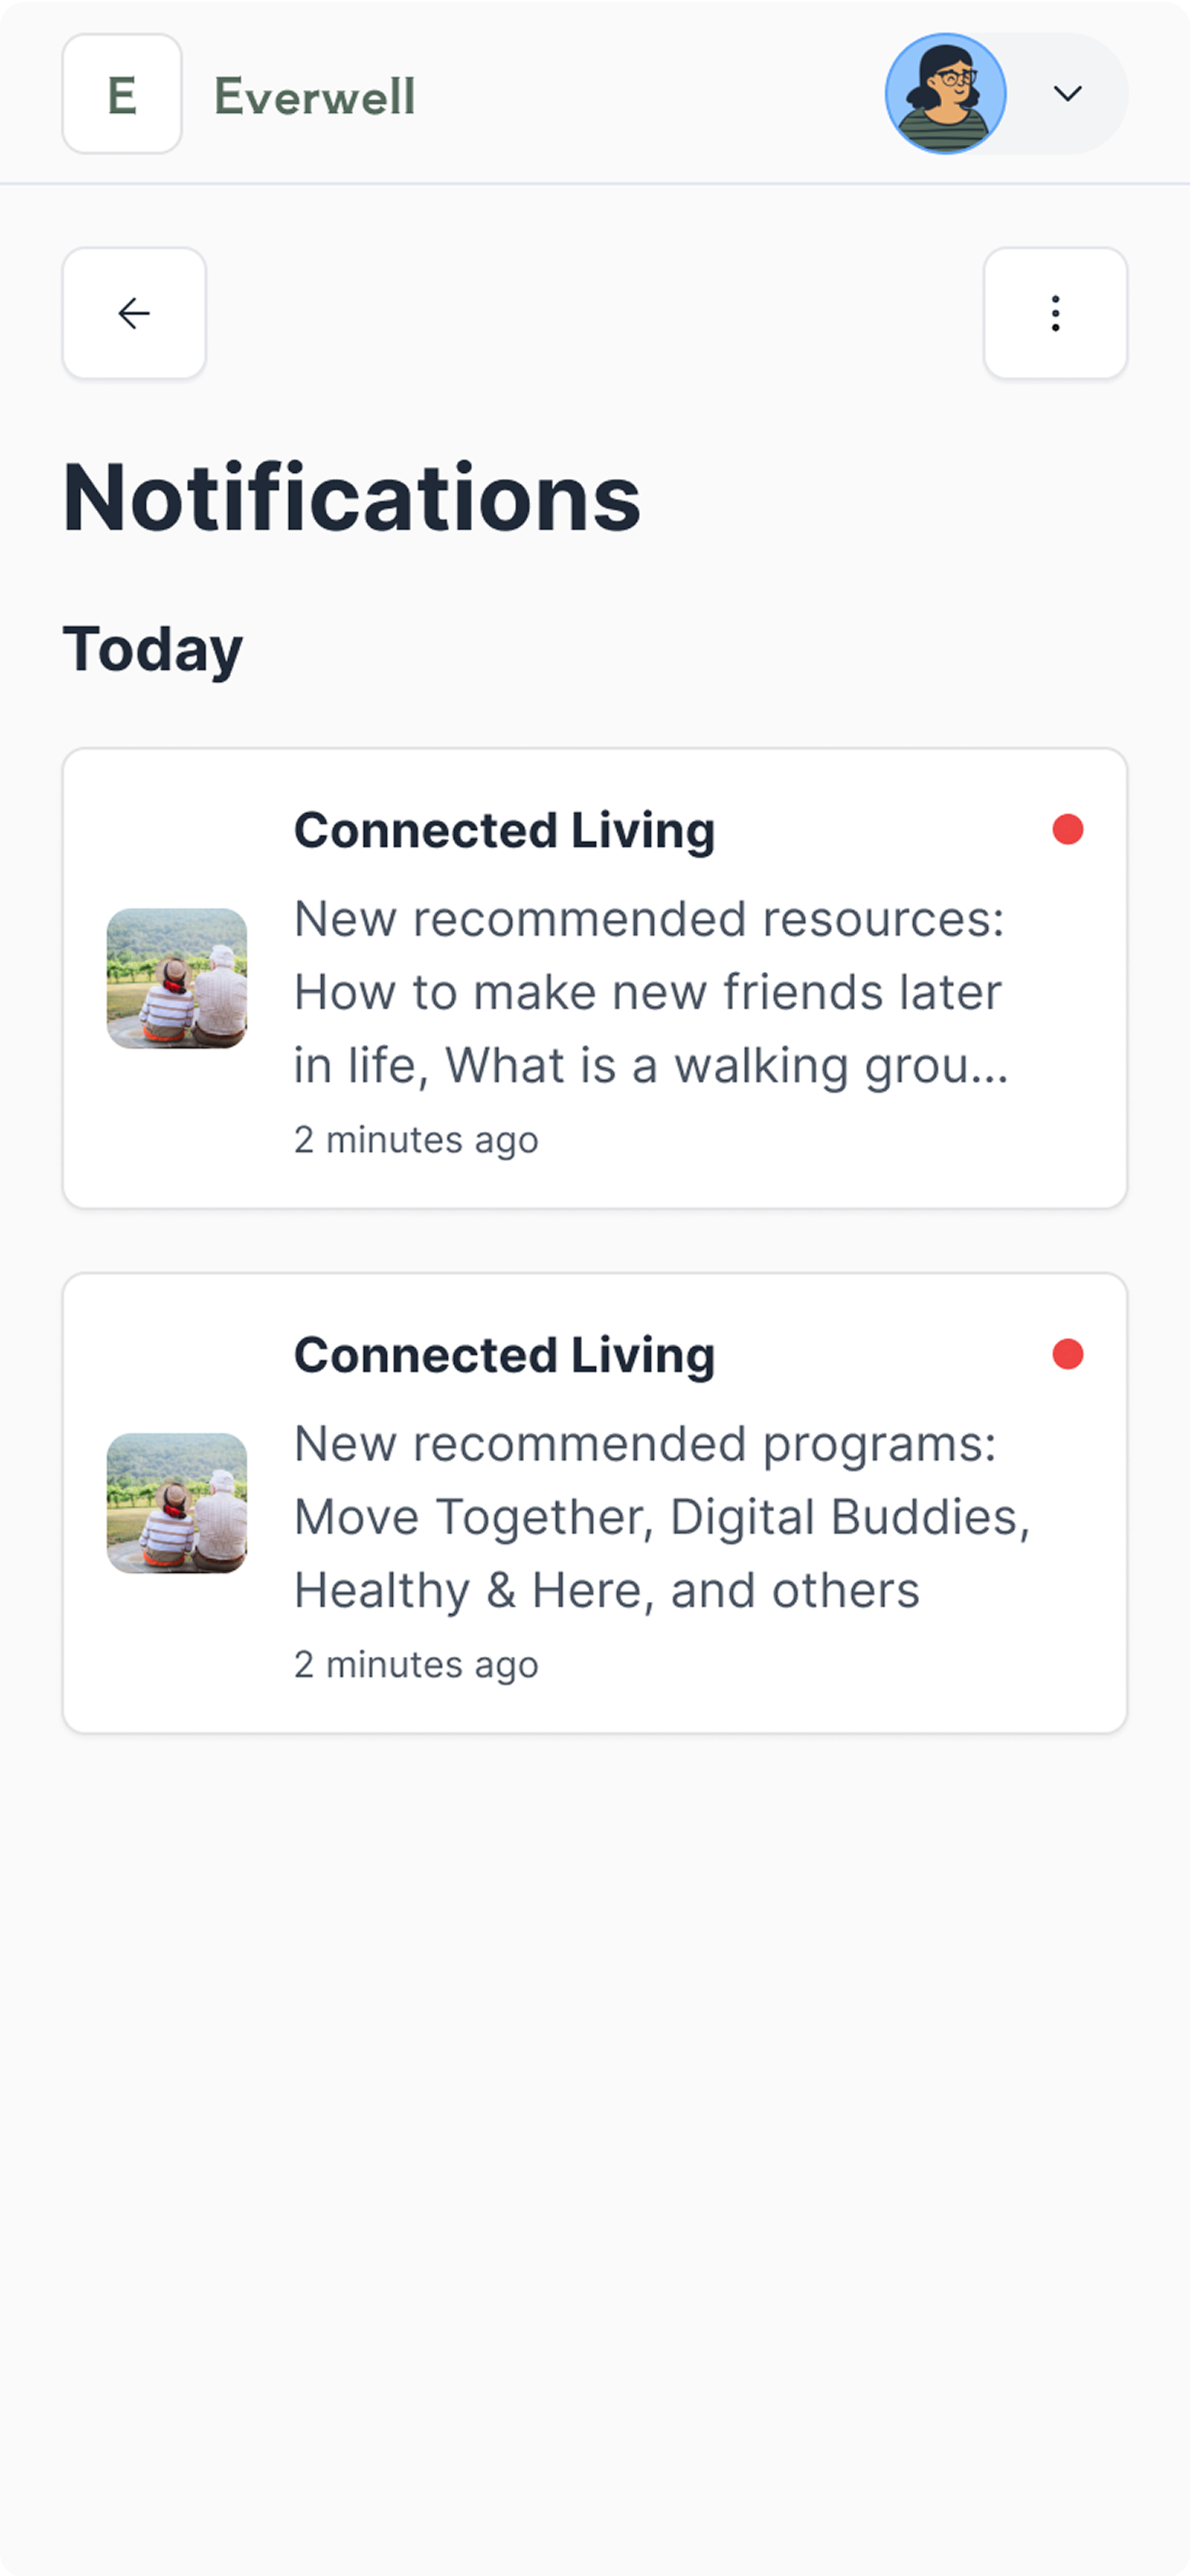 E Everwell
Notifications
Today
Connected Living
New recommended resources:
How to make new friends later
in life, What is a walking grou...
2 minutes ago
Connected Living
New recommended programs:
Move Together, Digital Buddies,
Healthy & Here, and others
2 minutes ago